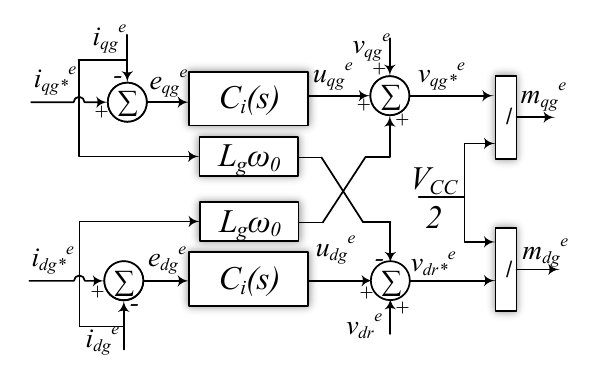 i_qg^e
i_qg*^e
-
+
Σ
e_qg^e
C_i(s)
u_qg^e
v_qg^e
+
+
+
Σ
v_qg*^e
/
m_qg^e
L_gω_0
V_CC
2
L_gω_0
i_dg*^e
+
-
Σ
i_dg^e
e_dg^e
C_i(s)
u_dg^e
-
+
+
Σ
v_dr^e
v_dr*^e
/
m_dg^e